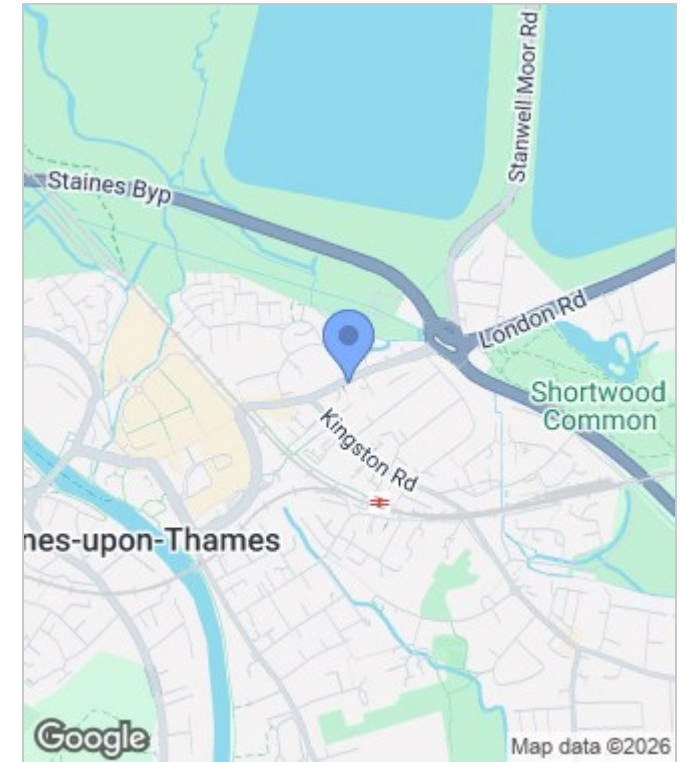 Stanwell Moor Rd
Staines Byp
London Rd
Shortwood
Common
Kingston Rd
nes-upon-Thames
Google
Map data ©2026